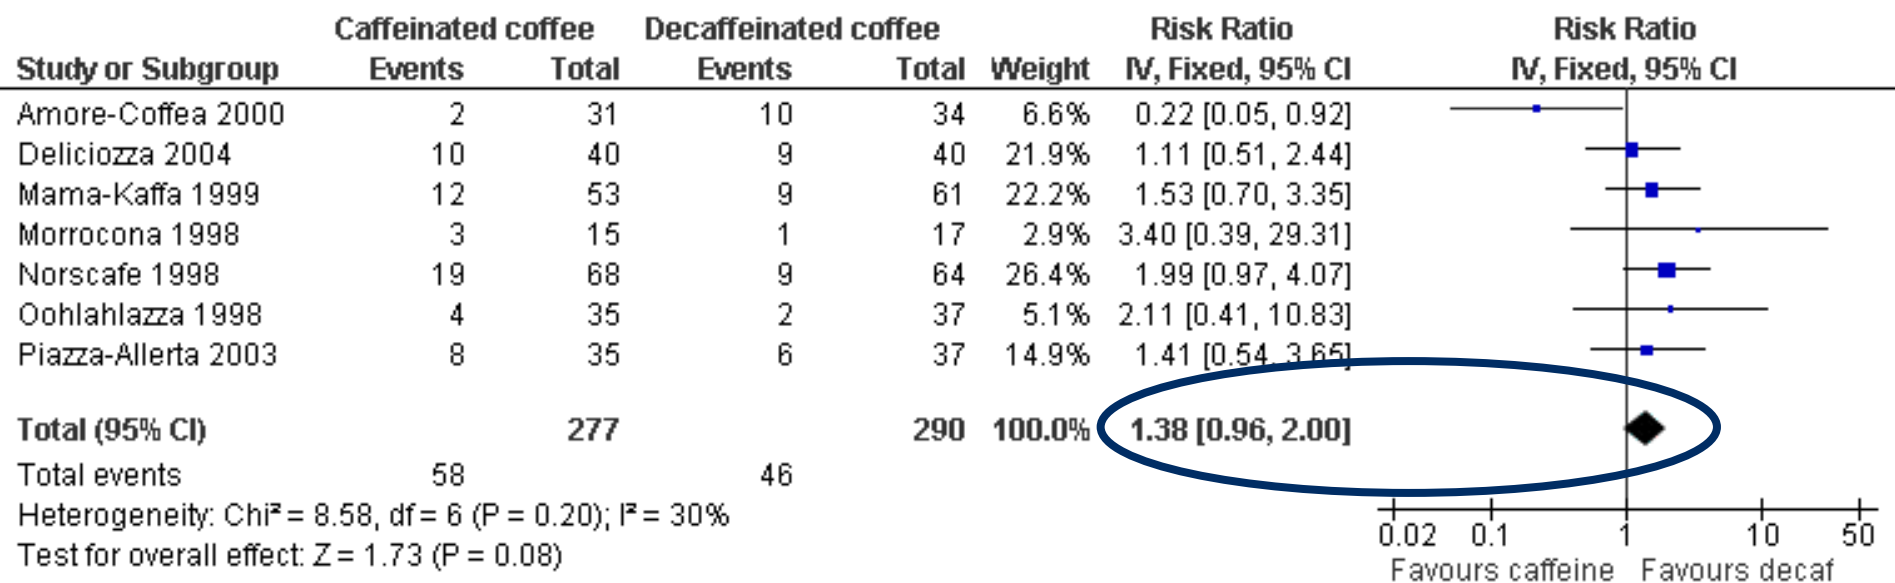 Caffeinated coffee Decaffeinated coffee Risk Ratio Risk Ratio
Study or Subgroup Events Total Events Total Weight IV, Fixed, 95% CI IV, Fixed, 95% CI
Amore-Coffea 2000 2 31 10 34 6.6% 0.22 [0.05, 0.92]
Deliciozza 2004 10 40 9 40 21.9% 1.11 [0.51, 2.44]
Mama-Kaffa 1999 12 53 9 61 22.2% 1.53 [0.70, 3.35]
Morrocona 1998 3 15 1 17 2.9% 3.40 [0.39, 29.31]
Norscafe 1998 19 68 9 64 26.4% 1.99 [0.97, 4.07]
Oohlahlazza 1998 4 35 2 37 5.1% 2.11 [0.41, 10.83]
Piazza-Allerta 2003 8 35 6 37 14.9% 1.41 [0.54, 3.65]
Total (95% CI) 277 290 100.0% 1.38 [0.96, 2.00]
Total events 58 46
Heterogeneity: Chi² = 8.58, df = 6 (P = 0.20); I² = 30%
Test for overall effect: Z = 1.73 (P = 0.08)
0.02 0.1 1 10 50
Favours caffeine Favours decaf